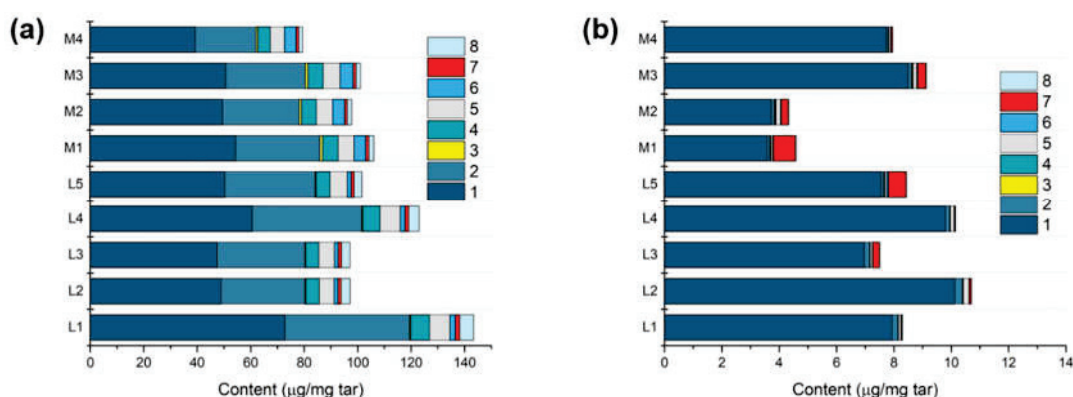 (a)
M4
M3
M2
M1
L5
L4
L3
L2
L1
0 20 40 60 80 100 120 140
Content (µg/mg tar)
8
7
6
5
4
3
2
1
(b)
M4
M3
M2
M1
L5
L4
L3
L2
L1
0 2 4 6 8 10 12 14
Content (µg/mg tar)
8
7
6
5
4
3
2
1